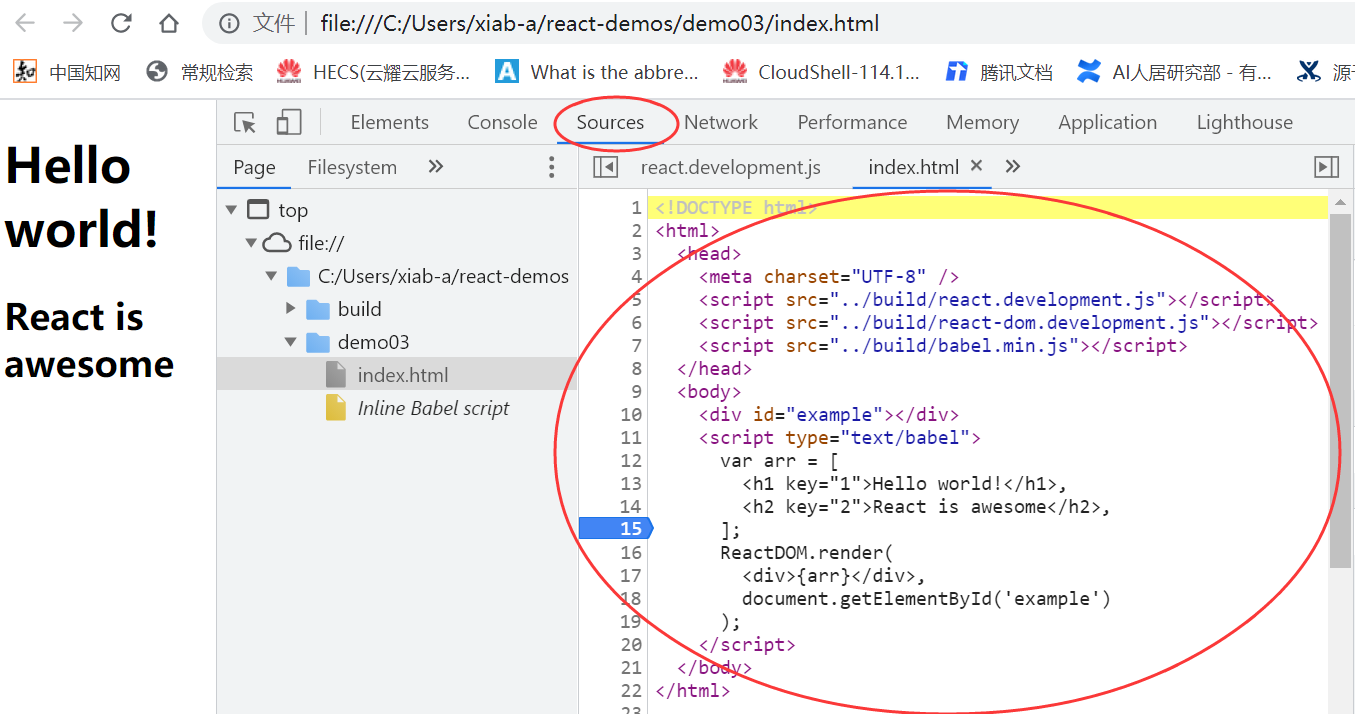 文件 file:///C:/Users/xiab-a/react-demos/demo03/index.html
知 中国知网 常规检索 HUAWEI HECS(云耀云服务... A What is the abbre... HUAWEI CloudShell-114.1... 腾讯文档 AI人居研究部 - 有...
Elements Console Sources Network Performance Memory Application Lighthouse
Hello
world!
React is
awesome
Page Filesystem »
top
file://
C:/Users/xiab-a/react-demos
build
demo03
index.html
Inline Babel script
react.development.js index.html × »
1 <!DOCTYPE html>
2 <html>
3 <head>
4 <meta charset="UTF-8" />
5 <script src="../build/react.development.js"></script>
6 <script src="../build/react-dom.development.js"></script>
7 <script src="../build/babel.min.js"></script>
8 </head>
9 <body>
10 <div id="example"></div>
11 <script type="text/babel">
12 var arr = [
13 <h1 key="1">Hello world!</h1>,
14 <h2 key="2">React is awesome</h2>,
15 ];
16 ReactDOM.render(
17 <div>{arr}</div>,
18 document.getElementById('example')
19 );
20 </script>
21 </body>
22 </html>
23